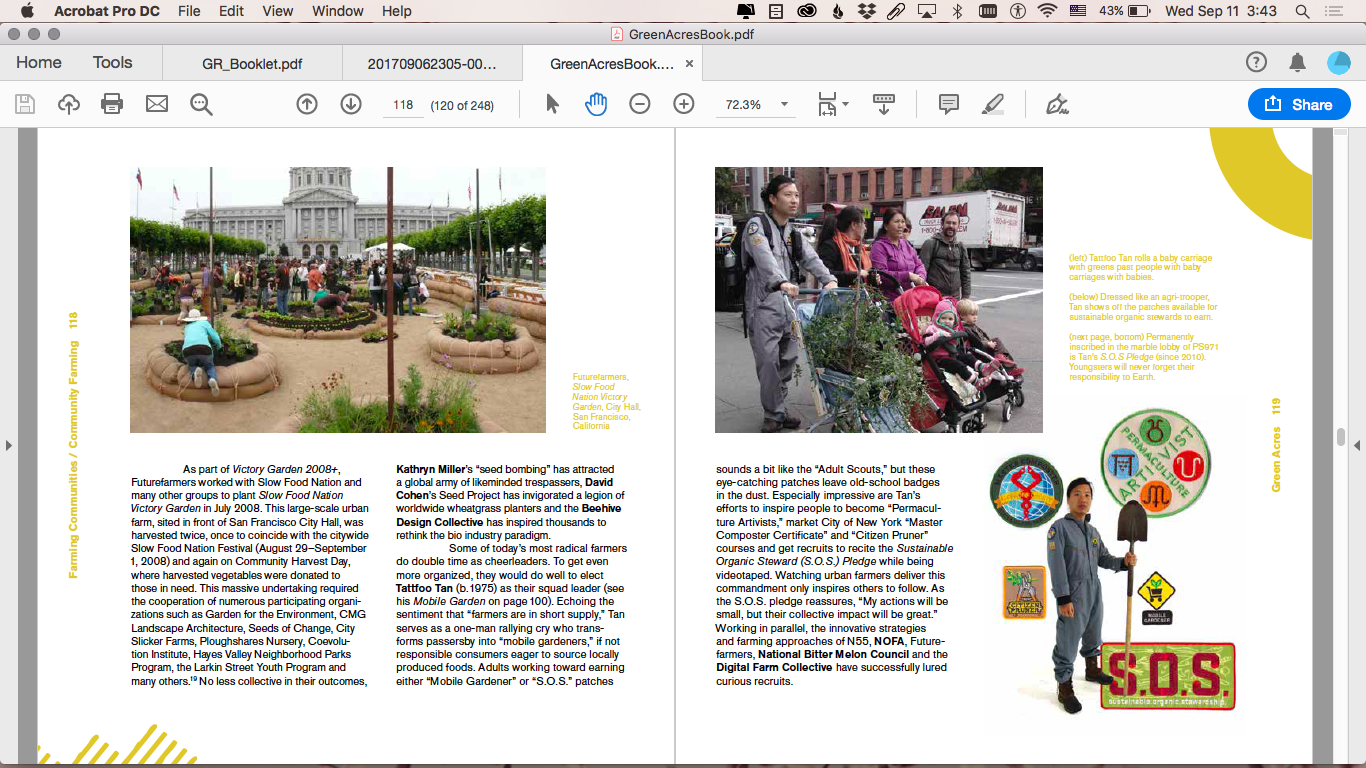 Acrobat Pro DC File Edit View Window Help 43% Wed Sep 11 3:43
GreenAcresBook.pdf
Home Tools GR_Booklet.pdf 201709062305-00... GreenAcresBook.... ×
118 (120 of 248) 72.3% Share
Farming Communities / Community Farming 118
Futurefarmers,
Slow Food
Nation Victory
Garden, City Hall,
San Francisco,
California
As part of Victory Garden 2008+,
Futurefarmers worked with Slow Food Nation and
many other groups to plant Slow Food Nation
Victory Garden in July 2008. This large-scale urban
farm, sited in front of San Francisco City Hall, was
harvested twice, once to coincide with the citywide
Slow Food Nation Festival (August 29–September
1, 2008) and again on Community Harvest Day,
where harvested vegetables were donated to
those in need. This massive undertaking required
the cooperation of numerous participating organi-
zations such as Garden for the Environment, CMG
Landscape Architecture, Seeds of Change, City
Slicker Farms, Ploughshares Nursery, Coevolu-
tion Institute, Hayes Valley Neighborhood Parks
Program, the Larkin Street Youth Program and
many others.¹⁹ No less collective in their outcomes,
Kathryn Miller's “seed bombing” has attracted
a global army of likeminded trespassers, David
Cohen's Seed Project has invigorated a legion of
worldwide wheatgrass planters and the Beehive
Design Collective has inspired thousands to
rethink the bio industry paradigm.
Some of today's most radical farmers
do double time as cheerleaders. To get even
more organized, they would do well to elect
Tattfoo Tan (b.1975) as their squad leader (see
his Mobile Garden on page 100). Echoing the
sentiment that “farmers are in short supply,” Tan
serves as a one-man rallying cry who trans-
forms passersby into “mobile gardeners,” if not
responsible consumers eager to source locally
produced foods. Adults working toward earning
either “Mobile Gardener” or “S.O.S.” patches
SALEM
1-800-
(left) Tattfoo Tan rolls a baby carriage
with greens past people with baby
carriages with babies.
(below) Dressed like an agri-trooper,
Tan shows off the patches available for
sustainable organic stewards to earn.
(next page, bottom) Permanently
inscribed in the marble lobby of PS971
is Tan's S.O.S Pledge (since 2010).
Youngsters will never forget their
responsibility to Earth.
Green Acres 119
sounds a bit like the “Adult Scouts,” but these
eye-catching patches leave old-school badges
in the dust. Especially impressive are Tan's
efforts to inspire people to become “Permacul-
ture Artivists,” market City of New York “Master
Composter Certificate” and “Citizen Pruner”
courses and get recruits to recite the Sustainable
Organic Steward (S.O.S.) Pledge while being
videotaped. Watching urban farmers deliver this
commandment only inspires others to follow. As
the S.O.S. pledge reassures, “My actions will be
small, but their collective impact will be great.”
Working in parallel, the innovative strategies
and farming approaches of N55, NOFA, Future-
farmers, National Bitter Melon Council and the
Digital Farm Collective have successfully lured
curious recruits.
PERMACULTURE
ARTIVIST
CITIZEN
PRUNER
MOBILE
GARDENER
S.O.S.
sustainable.organic.stewardship.